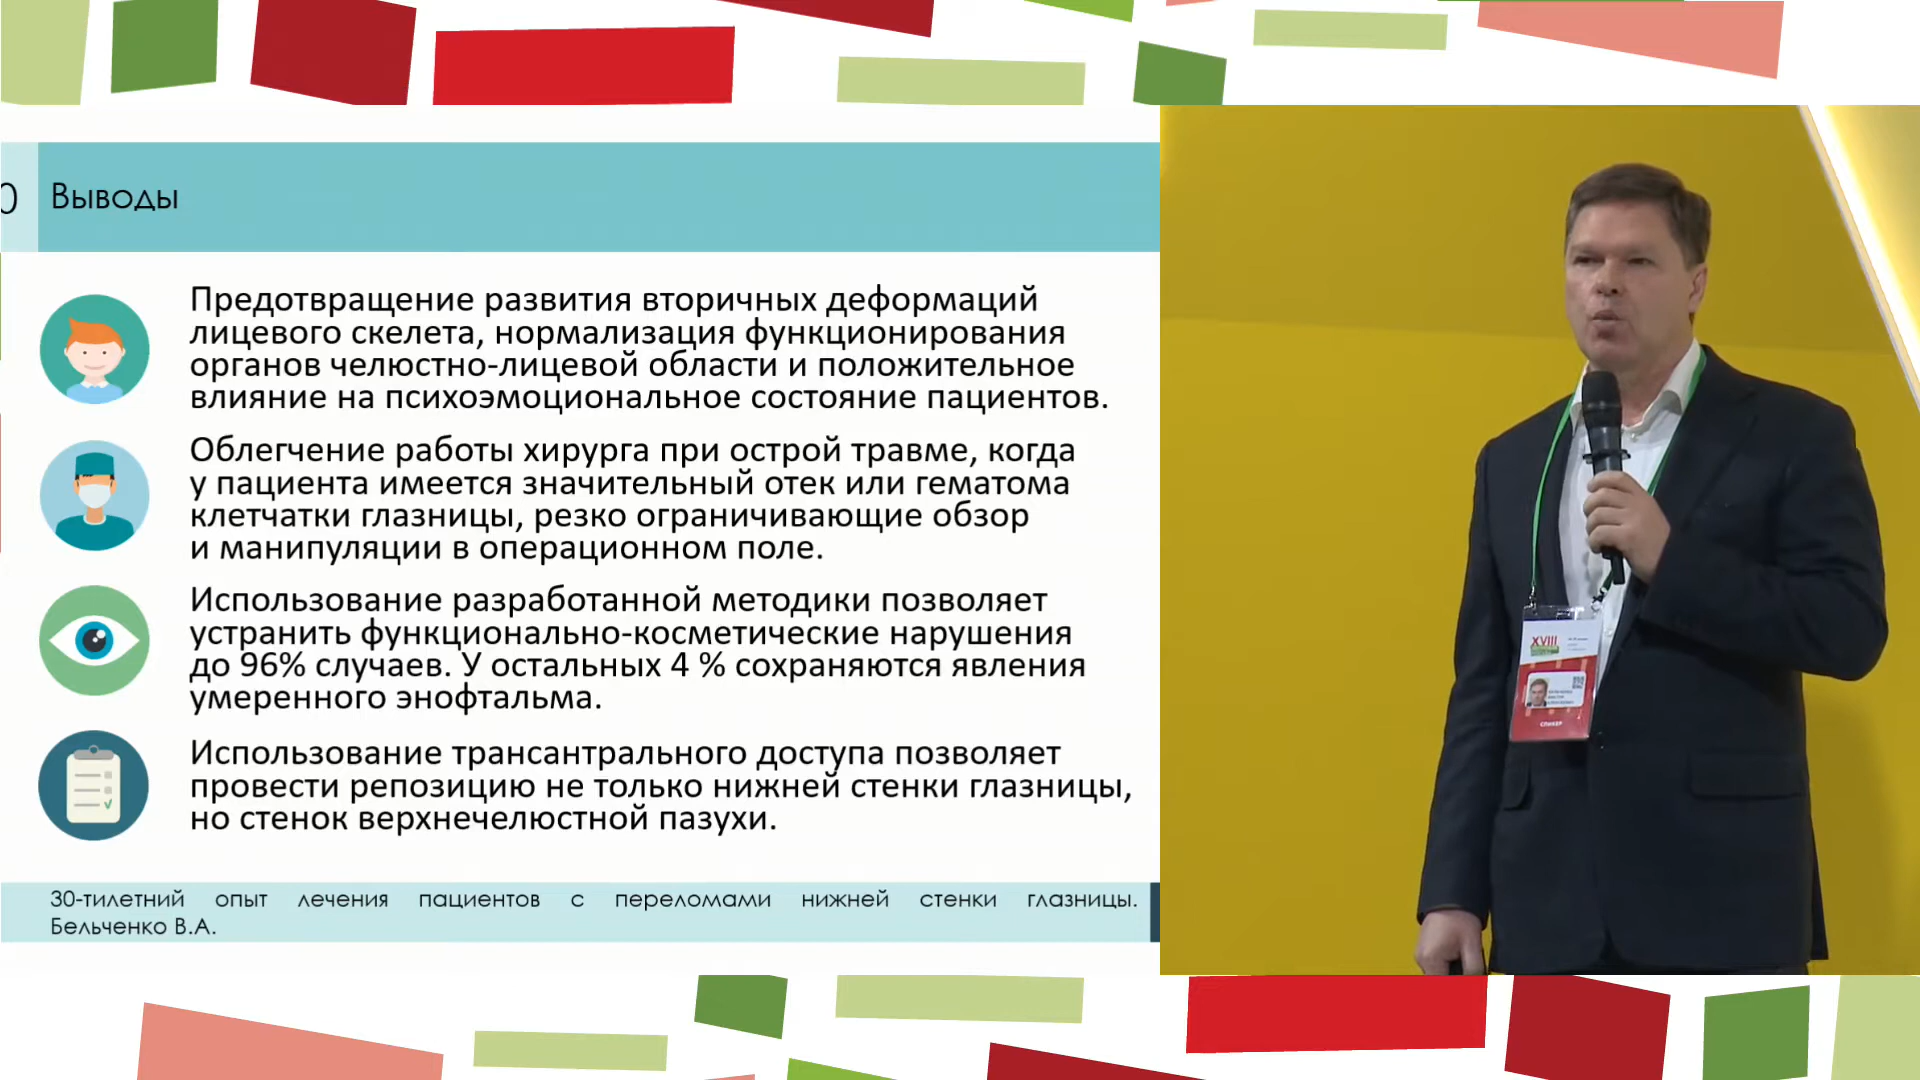 0
Выводы
Предотвращение развития вторичных деформаций
лицевого скелета, нормализация функционирования
органов челюстно-лицевой области и положительное
влияние на психоэмоциональное состояние пациентов.
Облегчение работы хирурга при острой травме, когда
у пациента имеется значительный отек или гематома
клетчатки глазницы, резко ограничивающие обзор
и манипуляции в операционном поле.
Использование разработанной методики позволяет
устранить функционально-косметические нарушения
до 96% случаев. У остальных 4 % сохраняются явления
умеренного энофтальма.
Использование трансантрального доступа позволяет
провести репозицию не только нижней стенки глазницы,
но стенок верхнечелюстной пазухи.
30-тилетний опыт лечения пациентов с переломами нижней стенки глазницы.
Бельченко В.А.
XVIII
СПИКЕР